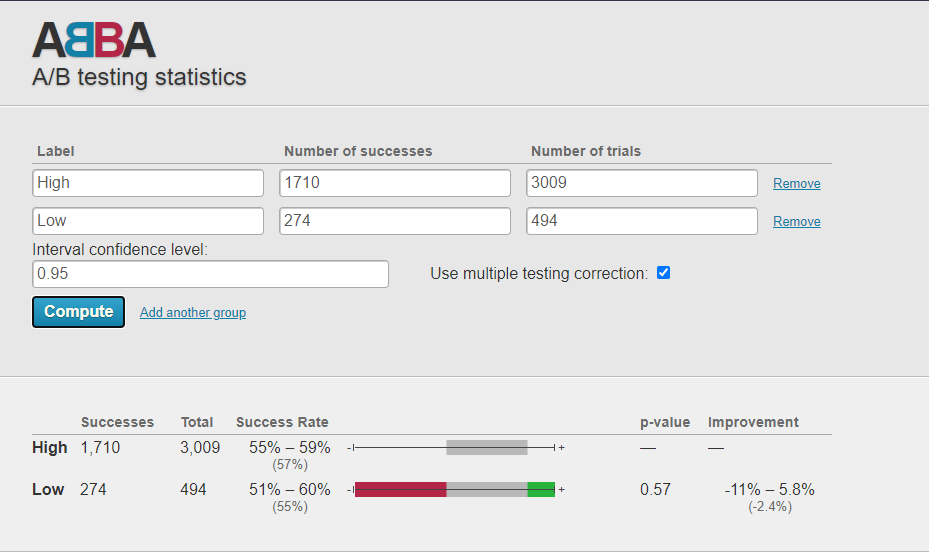 ABBA
A/B testing statistics
Label Number of successes Number of trials
High 1710 3009 Remove
Low 274 494 Remove
Interval confidence level:
0.95 Use multiple testing correction:
Compute Add another group
Successes Total Success Rate p-value Improvement
High 1,710 3,009 55% – 59% - + — —
(57%)
Low 274 494 51% – 60% - + 0.57 -11% – 5.8%
(55%) (-2.4%)